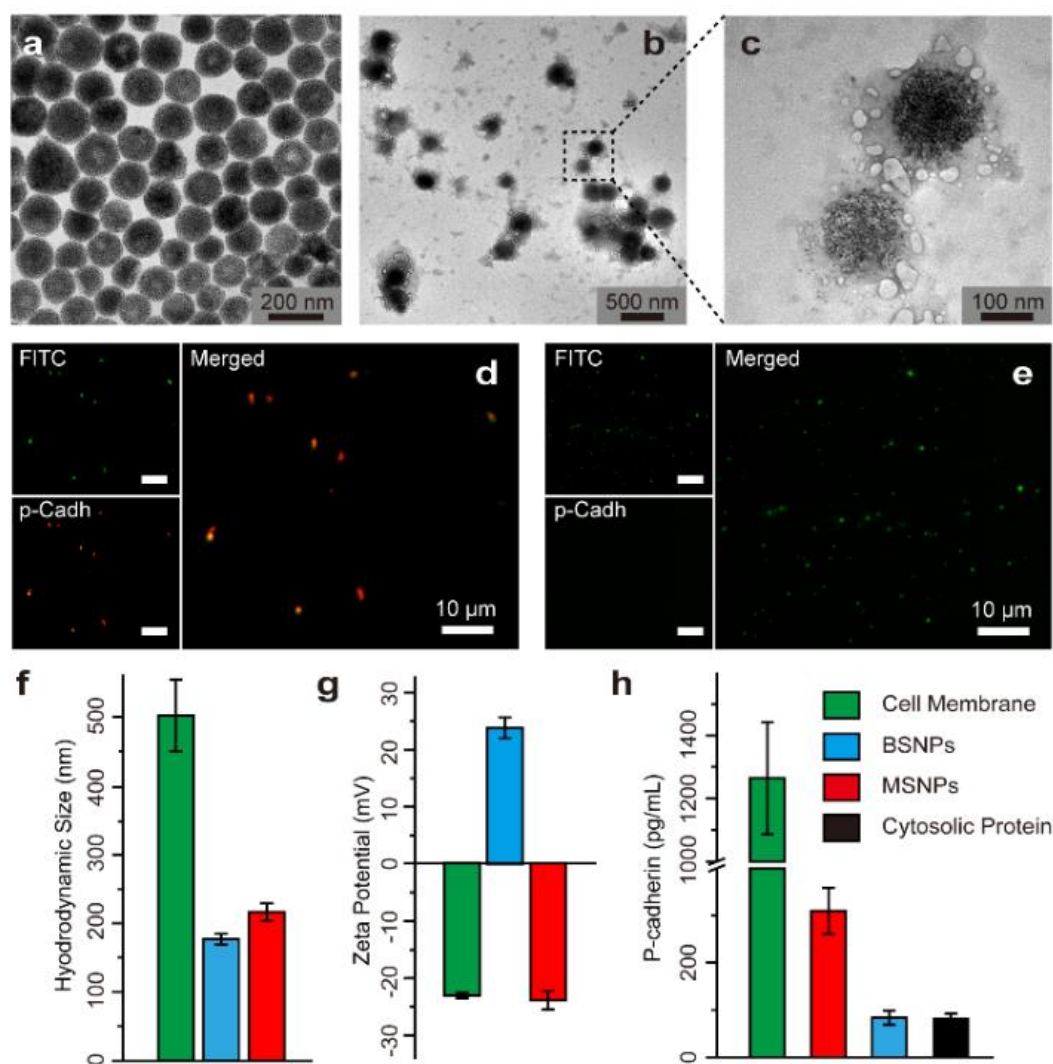 a
200 nm
b
500 nm
c
100 nm
FITC
Merged
d
p-Cadh
10 µm
FITC
Merged
e
p-Cadh
10 µm
f
Hyodrodynamic Size (nm)
500
400
300
200
100
0
g
Zeta Potential (mV)
30
20
10
0
-10
-20
-30
h
P-cadherin (pg/mL)
1400
1200
1000
200
0
Cell Membrane
BSNPs
MSNPs
Cytosolic Protein